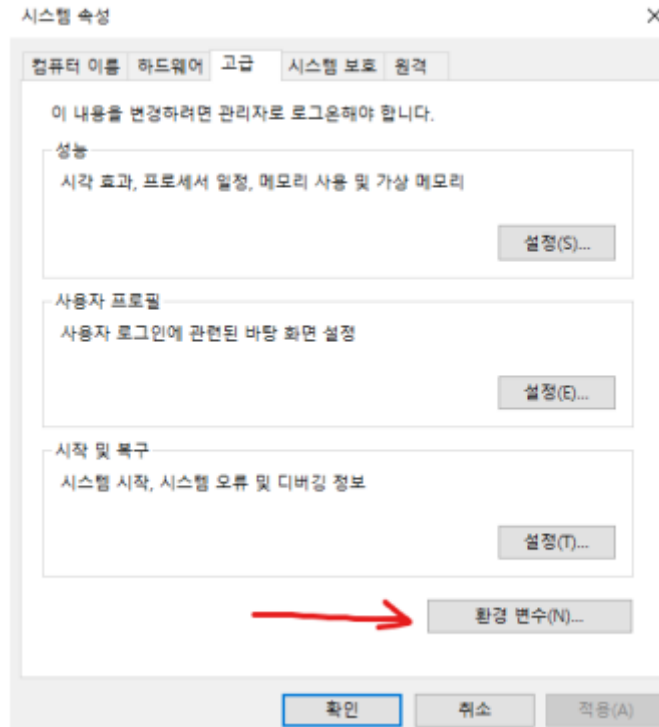 시스템 속성
컴퓨터 이름 하드웨어 고급 시스템 보호 원격
이 내용을 변경하려면 관리자로 로그온해야 합니다.
성능
시각 효과, 프로세서 일정, 메모리 사용 및 가상 메모리
설정(S)...
사용자 프로필
사용자 로그인에 관련된 바탕 화면 설정
설정(E)...
시작 및 복구
시스템 시작, 시스템 오류 및 디버깅 정보
설정(T)...
환경 변수(N)...
확인 취소 적용(A)